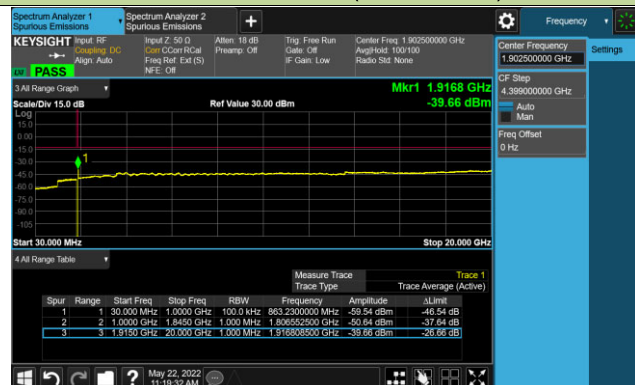 Spectrum Analyzer 1
Spurious Emissions
Spectrum Analyzer 2
Spurious Emissions
Frequency
KEYSIGHT
Input: RF
Coupling: DC
Align: Auto
Input Z: 50 Ω
Corr CCorr RCal
Freq Ref: Ext (S)
NFE: Off
Atten: 18 dB
Preamp: Off
Trig: Free Run
Gate: Off
IF Gain: Low
Center Freq: 1.902500000 GHz
Avg|Hold: 100/100
Radio Std: None
PASS
Center Frequency
1.902500000 GHz
Settings
CF Step
4.399000000 GHz
Auto
Man
Freq Offset
0 Hz
3 All Range Graph
Mkr1 1.9168 GHz
Scale/Div 15.0 dB
Ref Value 30.00 dBm
-39.66 dBm
Log
15.0
0.00
-15.0
-30.0
-45.0
-60.0
-75.0
-90.0
-105
1
Start 30.000 MHz
Stop 20.000 GHz
4 All Range Table
Measure Trace Trace 1
Trace Type Trace Average (Active)
Spur Range Start Freq Stop Freq RBW Frequency Amplitude ΔLimit
1 1 30.000 MHz 1.0000 GHz 100.0 kHz 863.2300000 MHz -59.54 dBm -46.54 dB
2 2 1.0000 GHz 1.8450 GHz 1.000 MHz 1.806552500 GHz -50.64 dBm -37.64 dB
3 3 1.9150 GHz 20.000 GHz 1.000 MHz 1.916808500 GHz -39.66 dBm -26.66 dB
May 22, 2022
11:19:32 AM